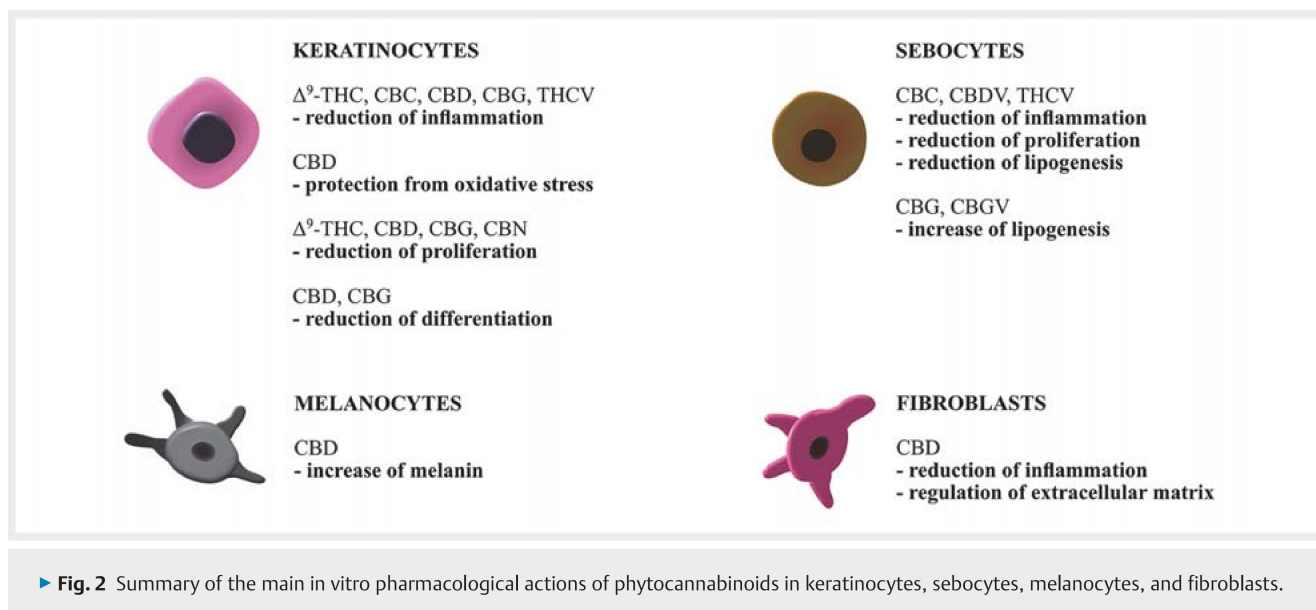 KERATINOCYTES
Δ⁹-THC, CBC, CBD, CBG, THCV
- reduction of inflammation
CBD
- protection from oxidative stress
Δ⁹-THC, CBD, CBG, CBN
- reduction of proliferation
CBD, CBG
- reduction of differentiation
SEBOCYTES
CBC, CBDV, THCV
- reduction of inflammation
- reduction of proliferation
- reduction of lipogenesis
CBG, CBGV
- increase of lipogenesis
MELANOCYTES
CBD
- increase of melanin
FIBROBLASTS
CBD
- reduction of inflammation
- regulation of extracellular matrix
▶ Fig. 2 Summary of the main in vitro pharmacological actions of phytocannabinoids in keratinocytes, sebocytes, melanocytes, and fibroblasts.